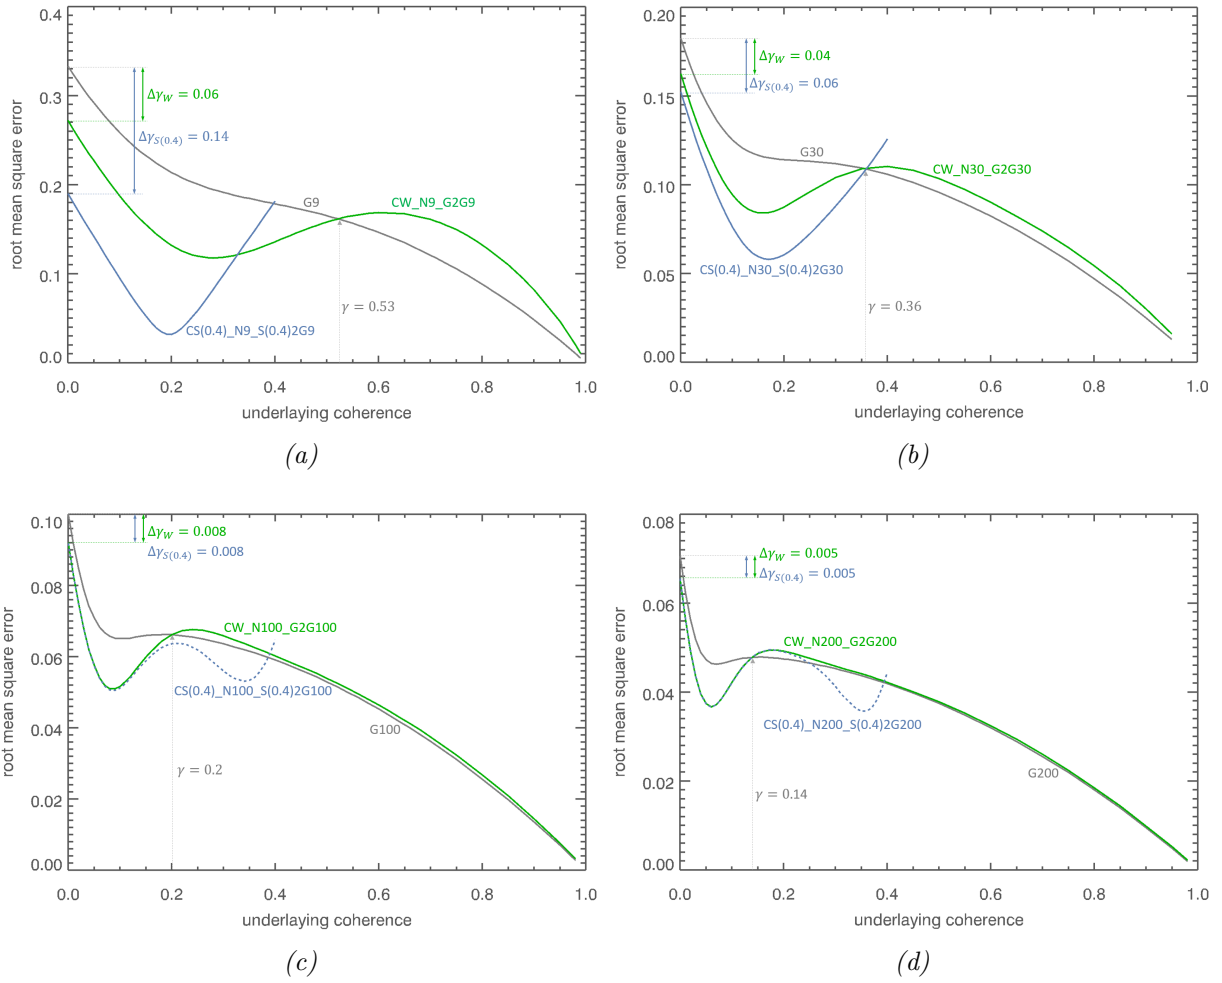 0.4
0.3
0.2
0.1
0.0
root mean square error
Δγ_W = 0.06
Δγ_S(0.4) = 0.14
G9
CW_N9_G2G9
γ = 0.53
CS(0.4)_N9_S(0.4)2G9
0.0 0.2 0.4 0.6 0.8 1.0
underlaying coherence
(a)
0.20
0.15
0.10
0.05
0.00
root mean square error
Δγ_W = 0.04
Δγ_S(0.4) = 0.06
G30
CW_N30_G2G30
CS(0.4)_N30_S(0.4)2G30
γ = 0.36
0.0 0.2 0.4 0.6 0.8 1.0
underlaying coherence
(b)
0.10
0.08
0.06
0.04
0.02
0.00
root mean square error
Δγ_W = 0.008
Δγ_S(0.4) = 0.008
CW_N100_G2G100
CS(0.4)_N100_S(0.4)2G100
G100
γ = 0.2
0.0 0.2 0.4 0.6 0.8 1.0
underlaying coherence
(c)
0.08
0.06
0.04
0.02
0.00
root mean square error
Δγ_W = 0.005
Δγ_S(0.4) = 0.005
CW_N200_G2G200
CS(0.4)_N200_S(0.4)2G200
G200
γ = 0.14
0.0 0.2 0.4 0.6 0.8 1.0
underlaying coherence
(d)